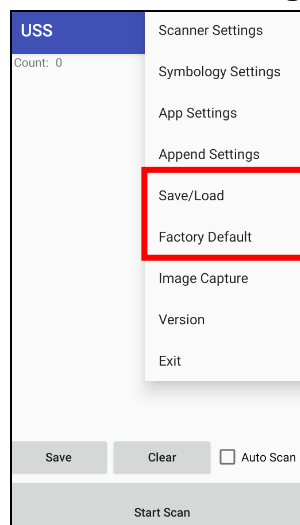 USS
Count: 0
Scanner Settings
Symbology Settings
App Settings
Append Settings
Save/Load
Factory Default
Image Capture
Version
Exit
Save Clear Auto Scan
Start Scan